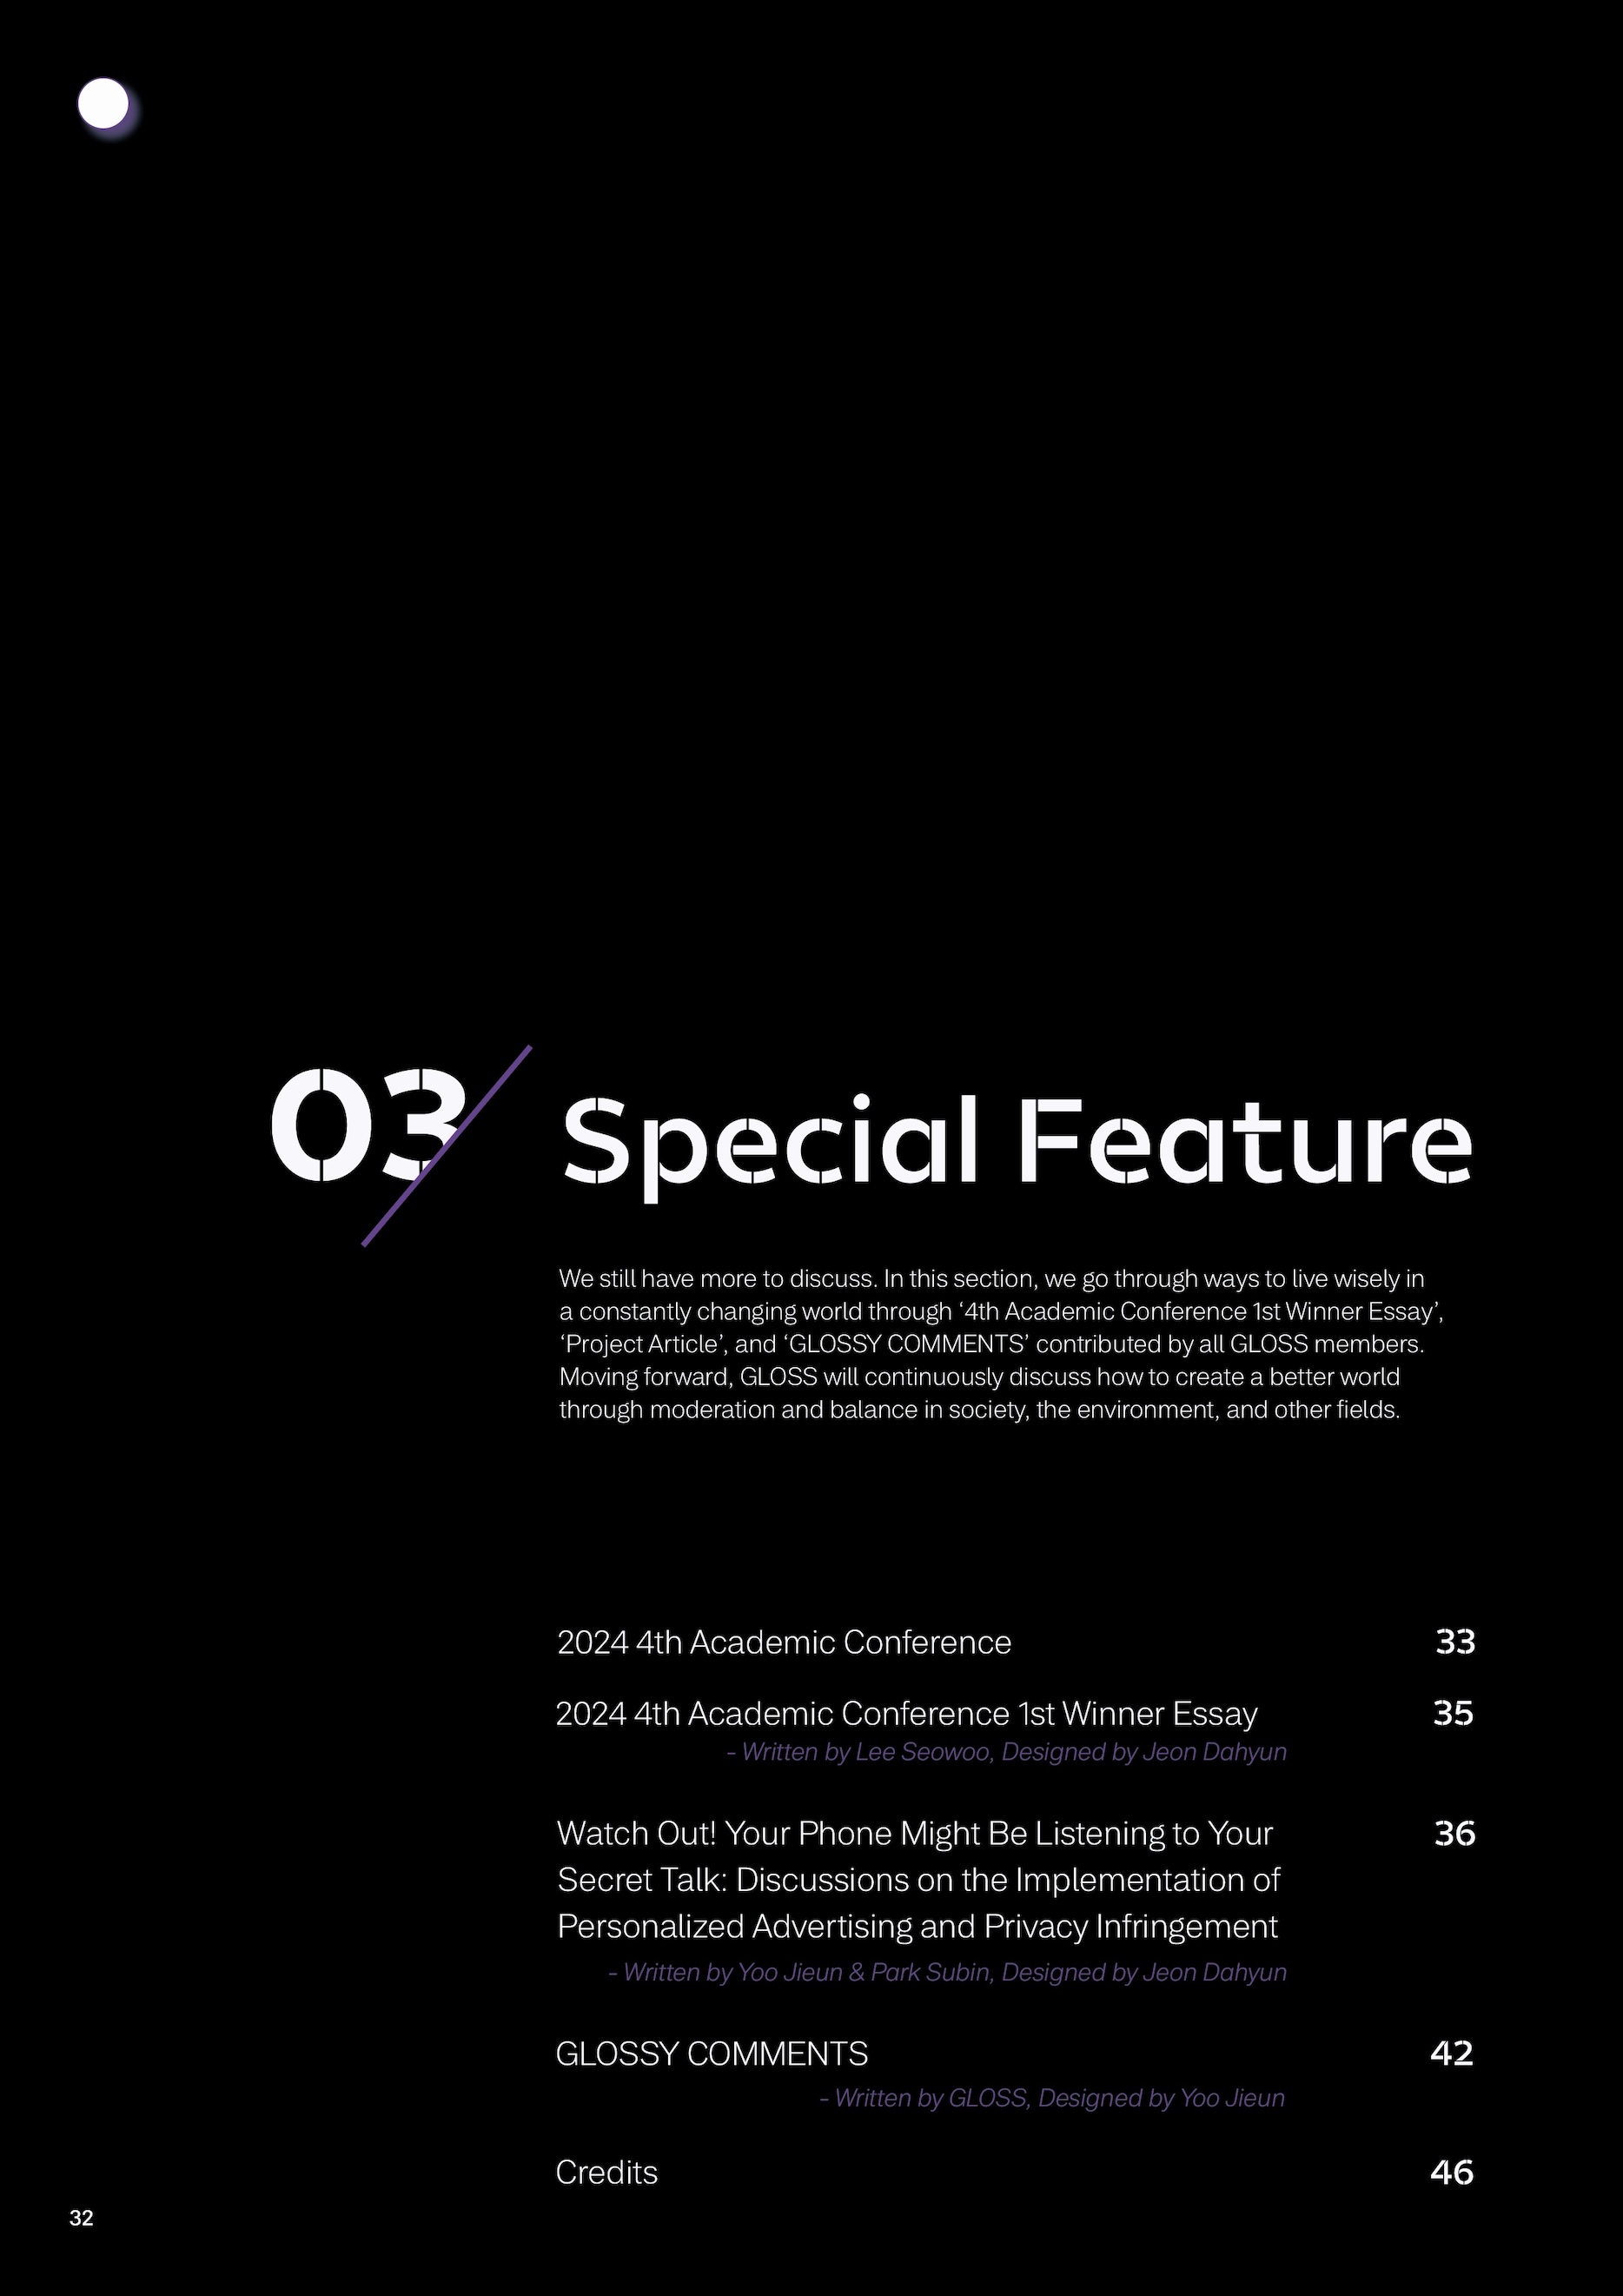 03 Special Feature
We still have more to discuss. In this section, we go through ways to live wisely in
a constantly changing world through ‘4th Academic Conference 1st Winner Essay’,
‘Project Article’, and ‘GLOSSY COMMENTS’ contributed by all GLOSS members.
Moving forward, GLOSS will continuously discuss how to create a better world
through moderation and balance in society, the environment, and other fields.
2024 4th Academic Conference 33
2024 4th Academic Conference 1st Winner Essay 35
- Written by Lee Seowoo, Designed by Jeon Dahyun
Watch Out! Your Phone Might Be Listening to Your 36
Secret Talk: Discussions on the Implementation of
Personalized Advertising and Privacy Infringement
- Written by Yoo Jieun & Park Subin, Designed by Jeon Dahyun
GLOSSY COMMENTS 42
- Written by GLOSS, Designed by Yoo Jieun
Credits 46
32